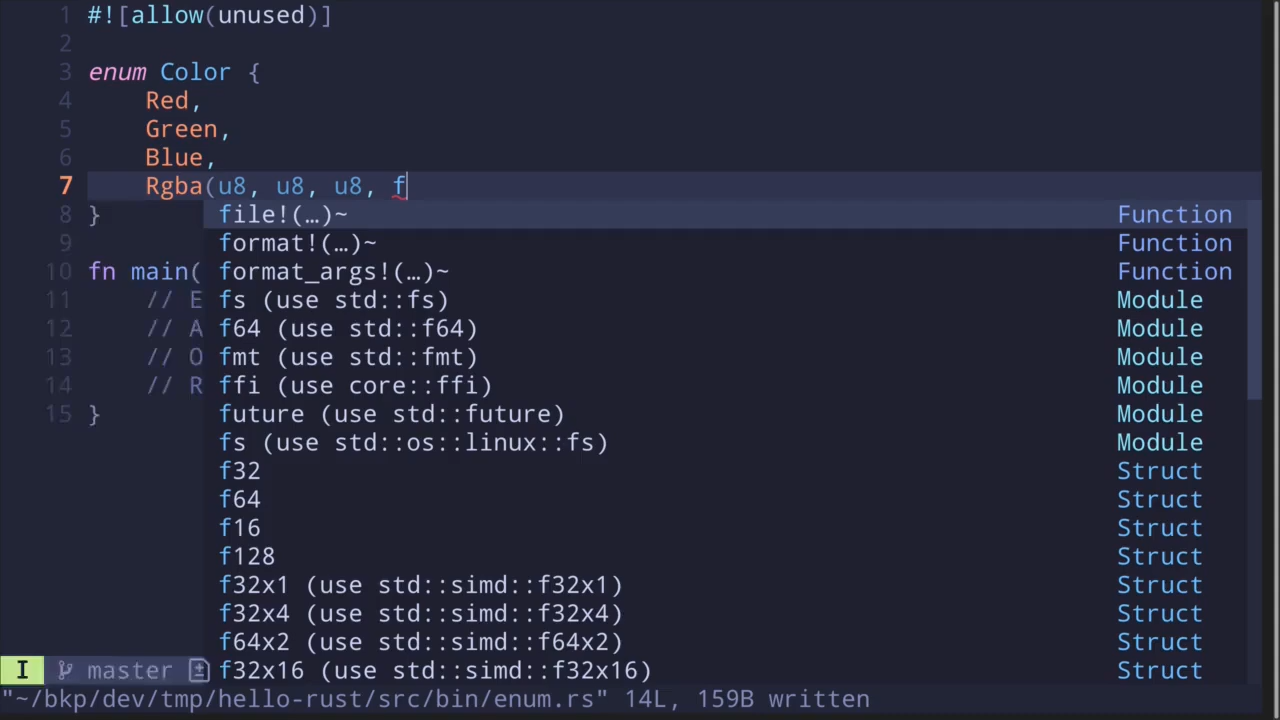 1 #![allow(unused)]
2
3 enum Color {
4 Red,
5 Green,
6 Blue,
7 Rgba(u8, u8, u8, f
8 } file!(…)~ Function
9 format!(…)~ Function
10 fn main( format_args!(…)~ Function
11 // E fs (use std::fs) Module
12 // A f64 (use std::f64) Module
13 // O fmt (use std::fmt) Module
14 // R ffi (use core::ffi) Module
15 } future (use std::future) Module
fs (use std::os::linux::fs) Module
f32 Struct
f64 Struct
f16 Struct
f128 Struct
f32x1 (use std::simd::f32x1) Struct
f32x4 (use std::simd::f32x4) Struct
f64x2 (use std::simd::f64x2) Struct
I master f32x16 (use std::simd::f32x16) Struct
"~/bkp/dev/tmp/hello-rust/src/bin/enum.rs" 14L, 159B written